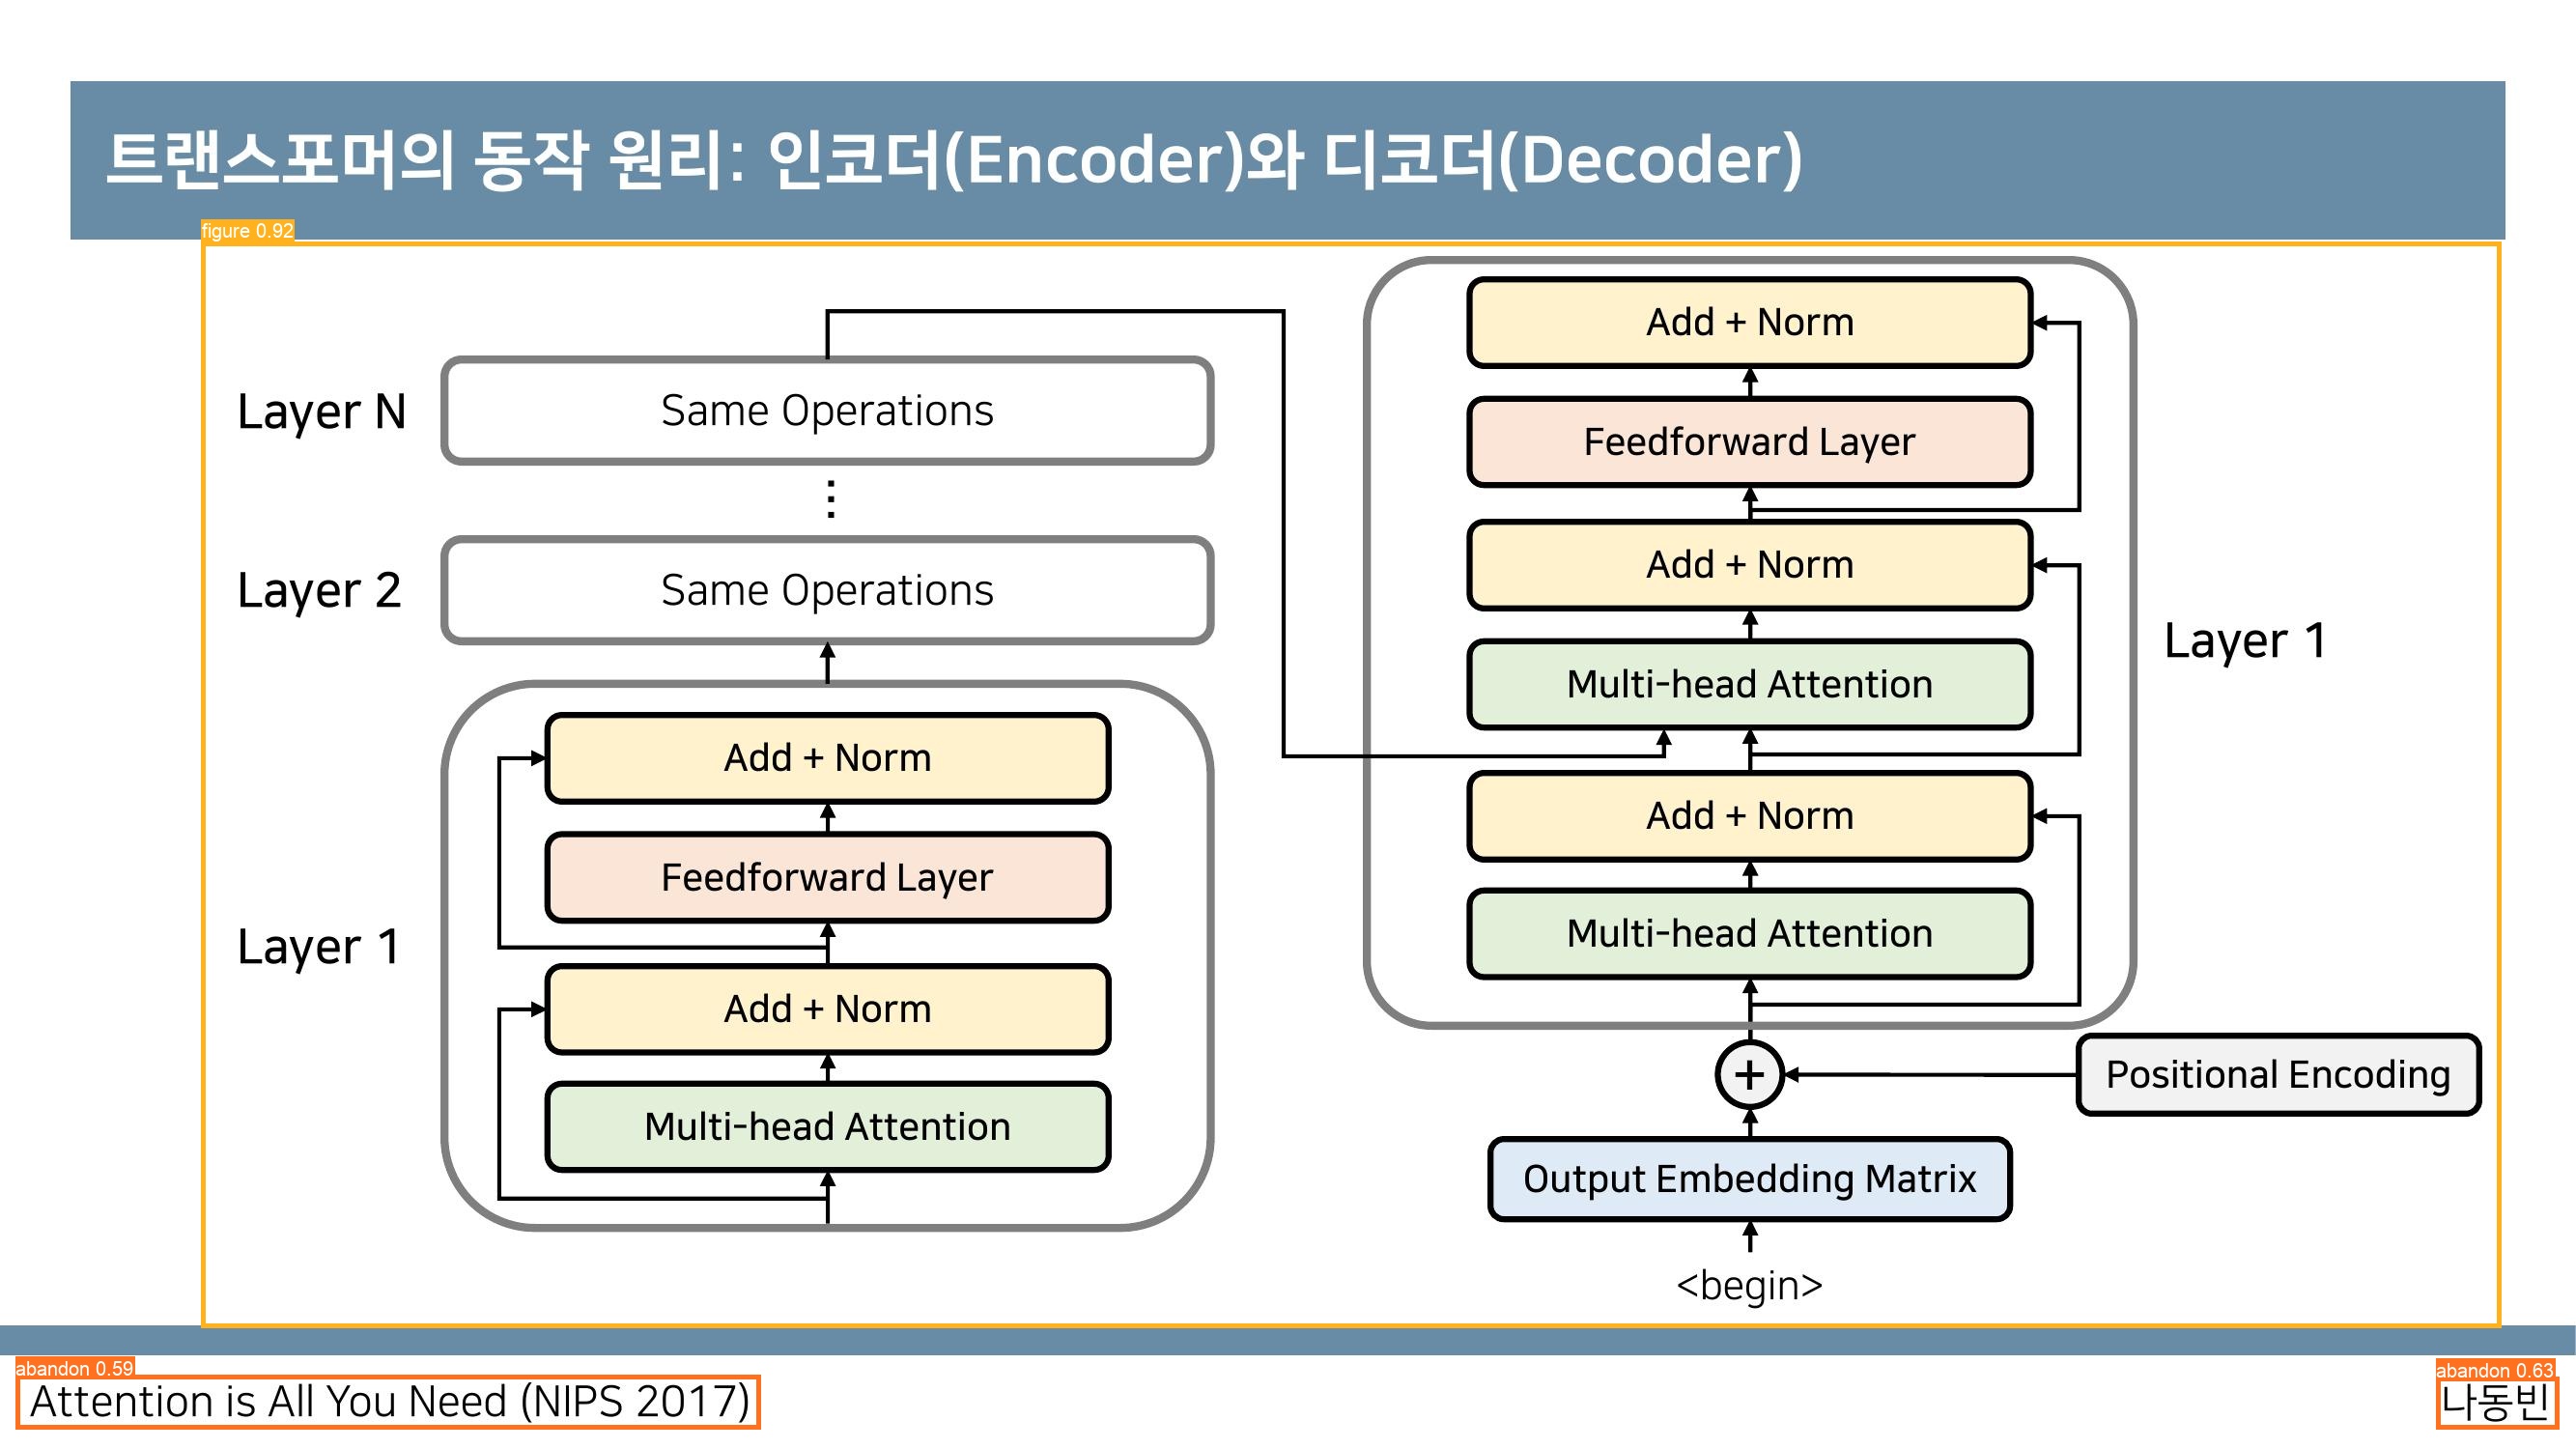 트랜스포머의 동작 원리: 인코더(Encoder)와 디코더(Decoder)
figure 0.92
Layer N
Same Operations
⋮
Layer 2
Same Operations
Layer 1
Add + Norm
Feedforward Layer
Add + Norm
Multi-head Attention
Add + Norm
Feedforward Layer
Add + Norm
Multi-head Attention
Add + Norm
Multi-head Attention
Layer 1
+
Positional Encoding
Output Embedding Matrix
<begin>
abandon 0.59
Attention is All You Need (NIPS 2017)
abandon 0.63
나동빈